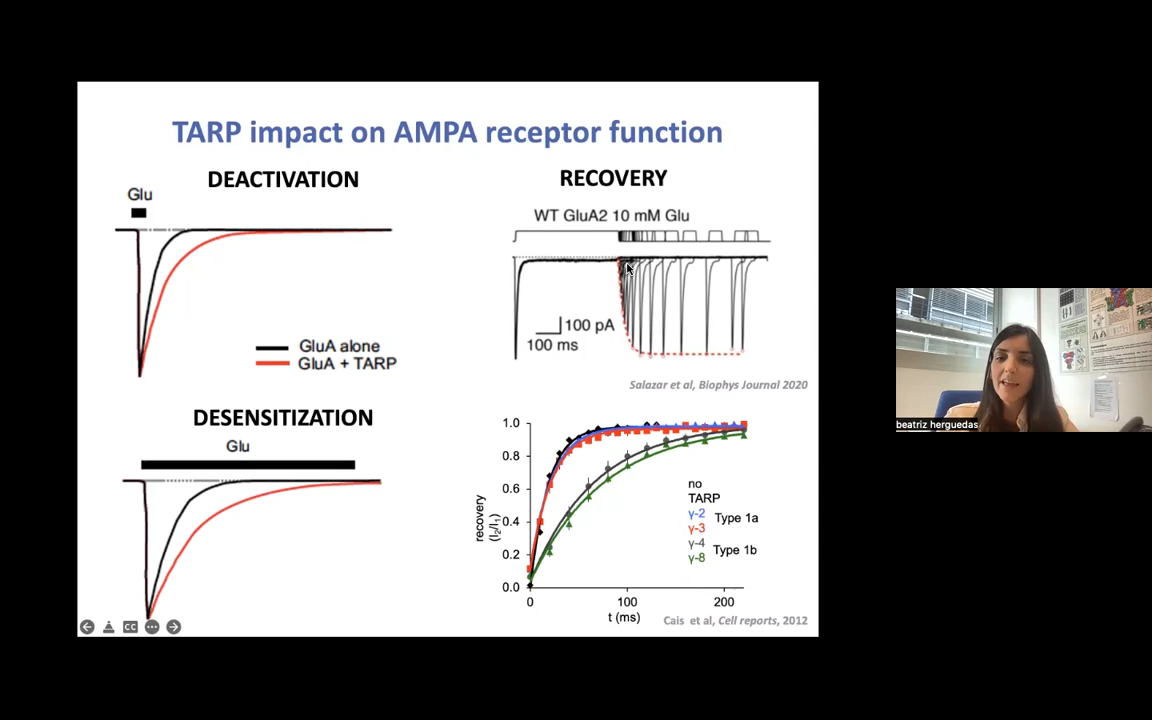 TARP impact on AMPA receptor function
DEACTIVATION
Glu
GluA alone
GluA + TARP
DESENSITIZATION
Glu
CC
RECOVERY
WT GluA2 10 mM Glu
100 pA
100 ms
Salazar et al, Biophys Journal 2020
1.0
0.8
0.6
0.4
0.2
0.0
recovery
(I2/I1)
0
100
200
t (ms)
no
TARP
γ-2
γ-3
Type 1a
γ-4
γ-8
Type 1b
Cais et al, Cell reports, 2012
beatriz herguedas